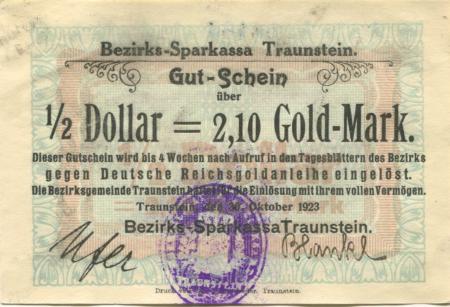 Bezirks-Sparkassa Traunstein.
Gut-Schein
über
½ Dollar = 2,10 Gold-Mark.
Dieser Gutschein wird bis 4 Wochen nach Aufruf in den Tagesblättern des Bezirks
gegen Deutsche Reichsgoldanleihe eingelöst.
Die Bezirksgemeinde Traunstein haftet für die Einlösung mit ihrem vollen Vermögen.
Traunstein, den 30. Oktober 1923
Bezirks-Sparkassa Traunstein.
Ufer
Traunstein.